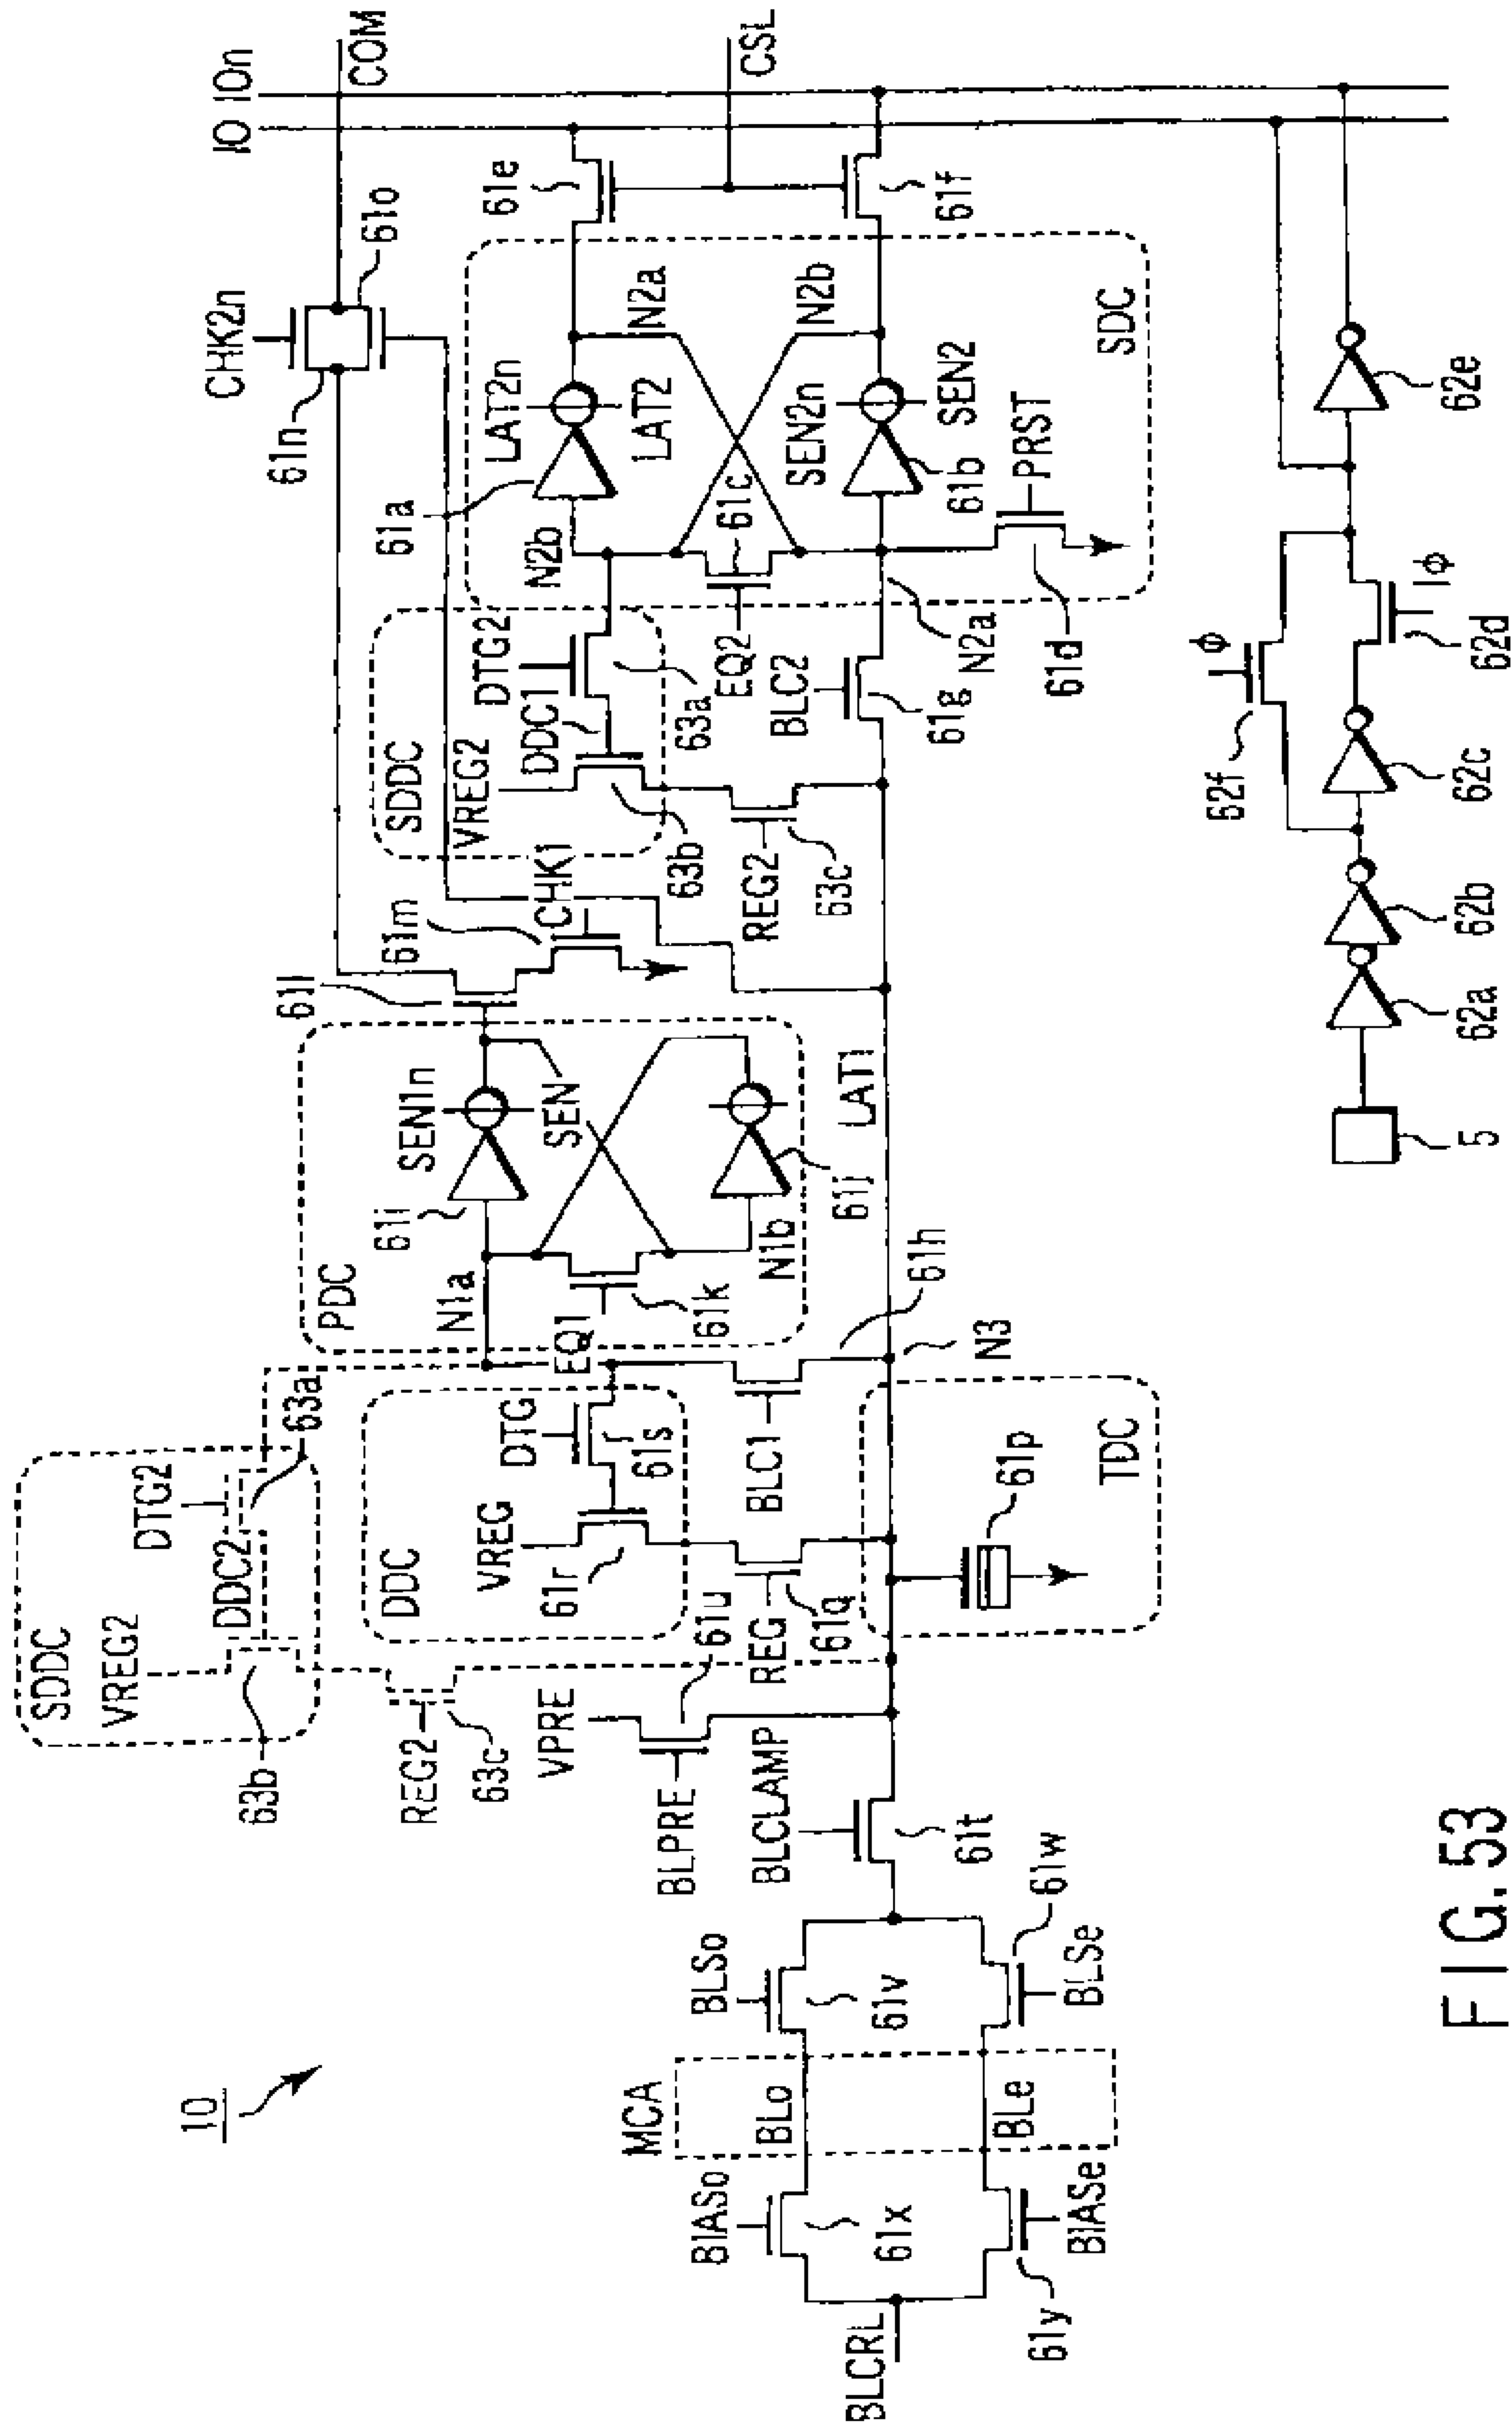 10
IO
IOn
COM
CHK2n
61n
61o
CSL
61e
61f
SDC
LAT2n
LAT2
61a
N2a
N2b
N2b
SEN2n
SEN2
61b
61c
EQ2
PRST
61d
N2a
SDDC
VREG2
DTG2
DDC1
63a
63b
BLC2
61g
REG2
63c
CHK1
61m
61l
PDC
SEN1n
SEN
61i
N1a
N1b
61j
LAT1
EQ1
61k
61h
N3
SDDC
VREG2
DTG2
DDC2
63a
63b
REG2
63c
DDC
VREG
DTG
61s
61r
BLC1
REG
61q
TDC
61p
VPRE
61u
BLPRE
BLCLAMP
61t
BLSo
61v
61w
BLSe
MCA
BLo
BLe
BIASo
61x
BIASe
61y
BLCRL
Φ
62f
IΦ
62d
62e
62c
62b
62a
5
FIG. 53